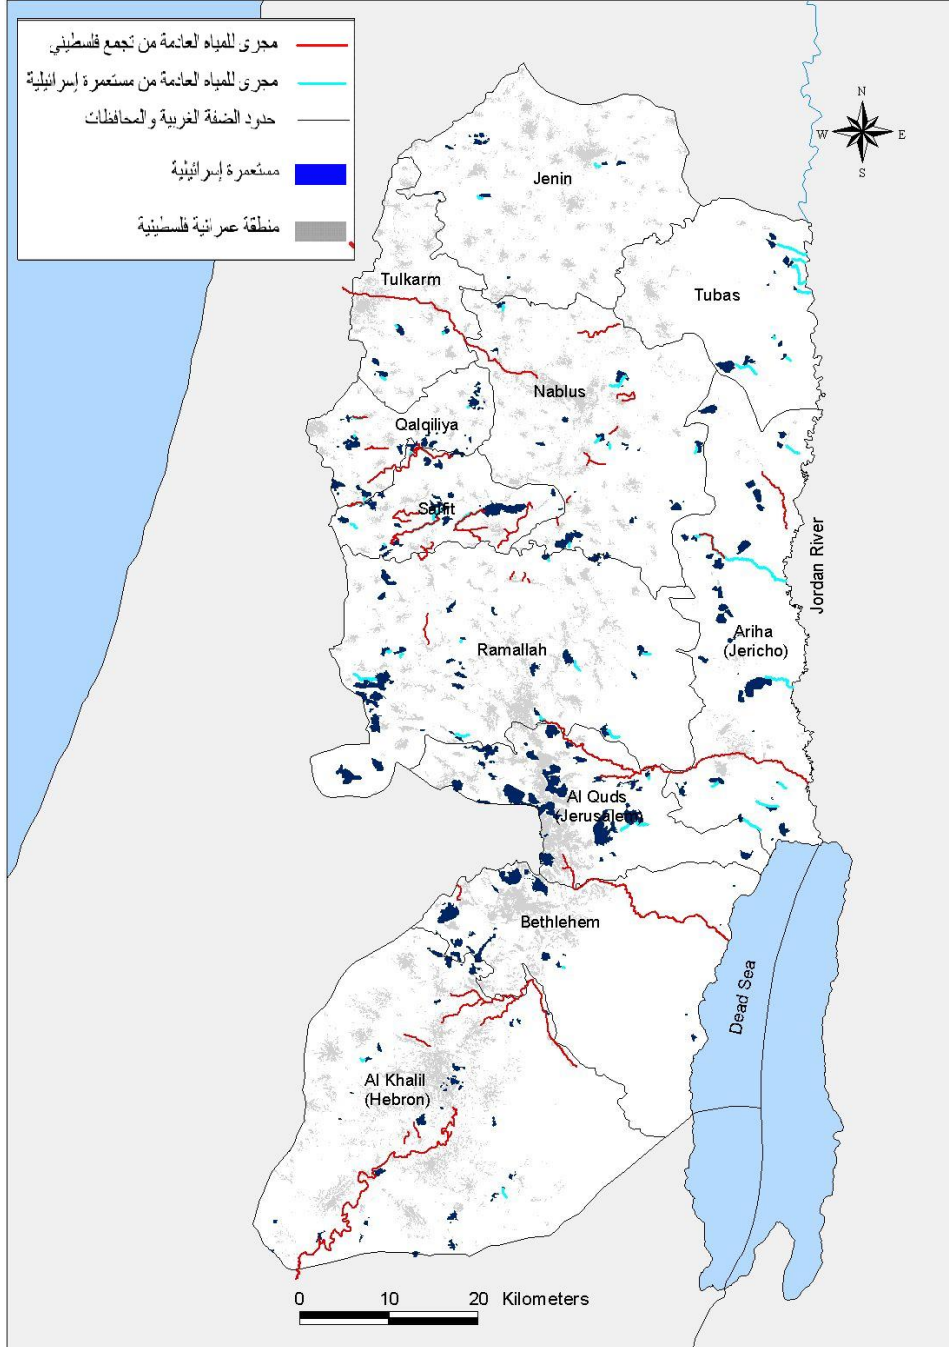 مجرى للمياه العادمة من تجمع فلسطيني
مجرى للمياه العادمة من مستعمرة إسرائيلية
حدود الضفة الغربية والمحافظات
مستعمرة إسرائيلية
منطقة عمرانية فلسطينية
N
W E
S
Jenin
Tulkarm
Tubas
Nablus
Qalqiliya
Salfit
Jordan River
Ariha
(Jericho)
Ramallah
Al Quds
(Jerusalem)
Bethlehem
Dead Sea
Al Khalil
(Hebron)
0 10 20 Kilometers